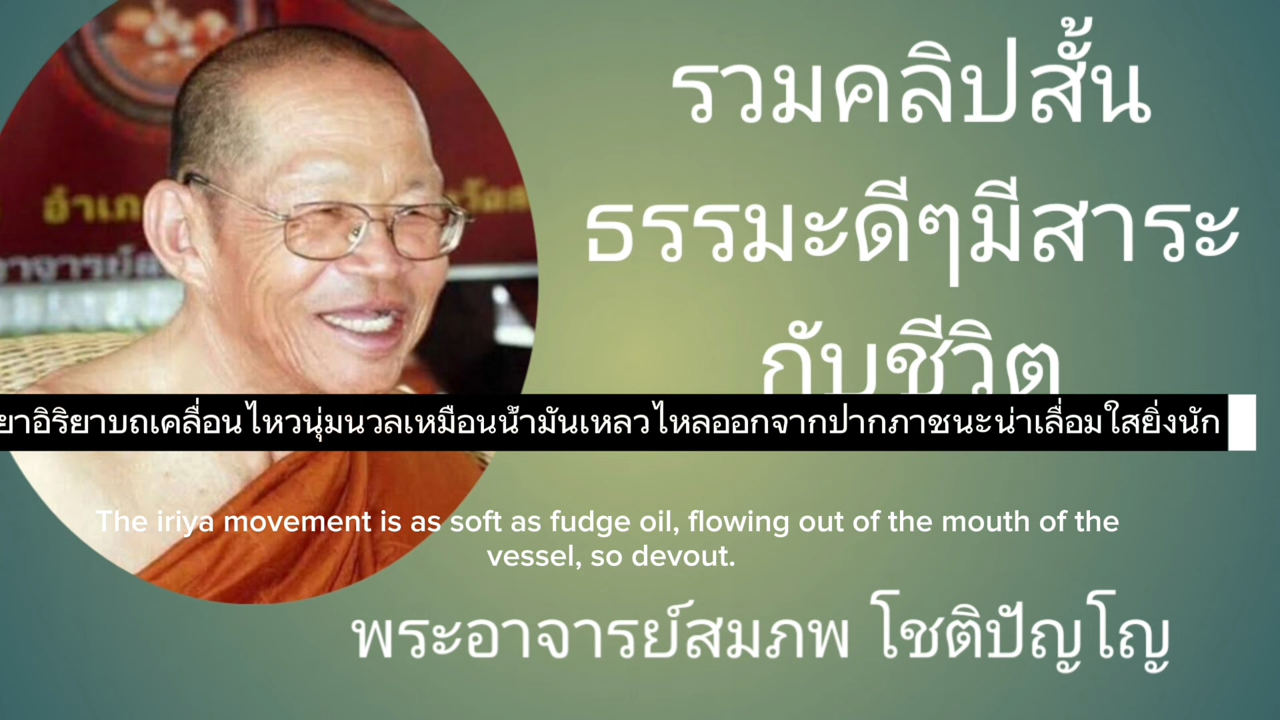 รวมคลิปสั้น
ธรรมะดีๆมีสาระ
กับชีวิต
อำเภ
ยาอิริยาบถเคลื่อนไหวนุ่มนวลเหมือนน้ำมันเหลวไหลออกจากปากภาชนะน่าเลื่อมใสยิ่งนัก
The iriya movement is as soft as fudge oil, flowing out of the mouth of the
vessel, so devout.
พระอาจารย์สมภพ โชติปัญโญ